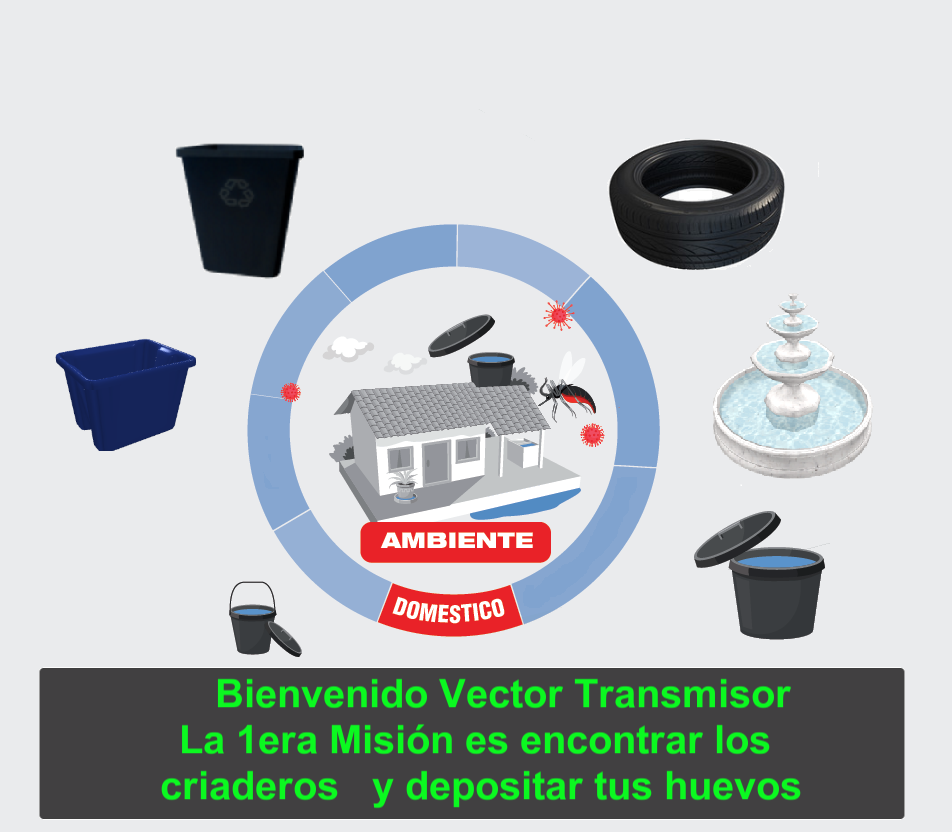 AMBIENTE
DOMESTICO
Bienvenido Vector Transmisor
La 1era Misión es encontrar los
criaderos y depositar tus huevos